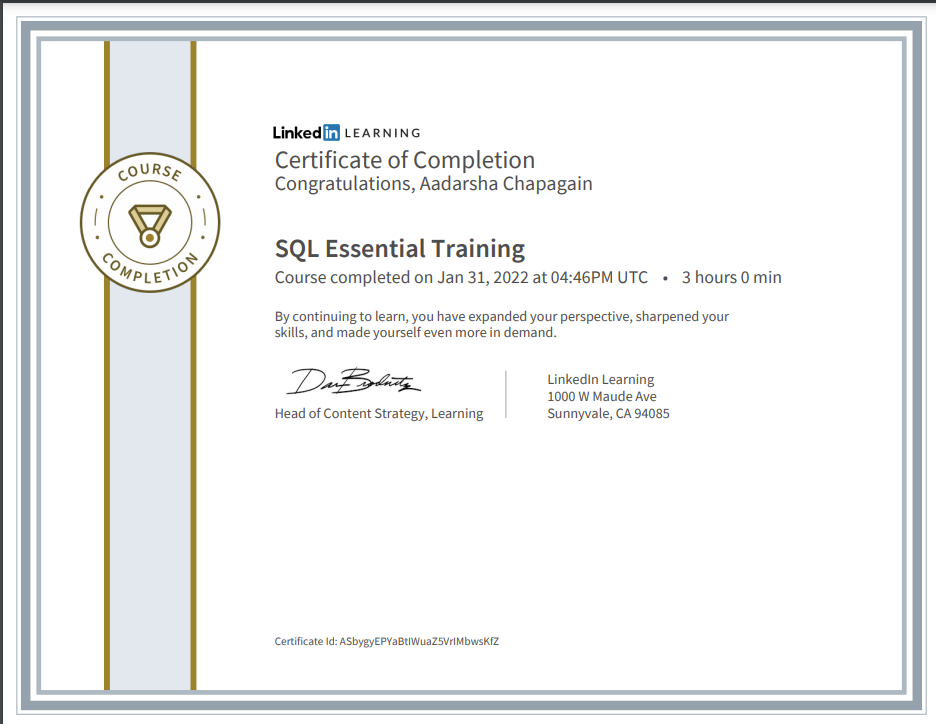 COURSE
COMPLETION
Linked in LEARNING
Certificate of Completion
Congratulations, Aadarsha Chapagain
SQL Essential Training
Course completed on Jan 31, 2022 at 04:46PM UTC • 3 hours 0 min
By continuing to learn, you have expanded your perspective, sharpened your
skills, and made yourself even more in demand.
Head of Content Strategy, Learning
LinkedIn Learning
1000 W Maude Ave
Sunnyvale, CA 94085
Certificate Id: ASbygyEPYaBtIWuaZ5VrIMbwsKfZ